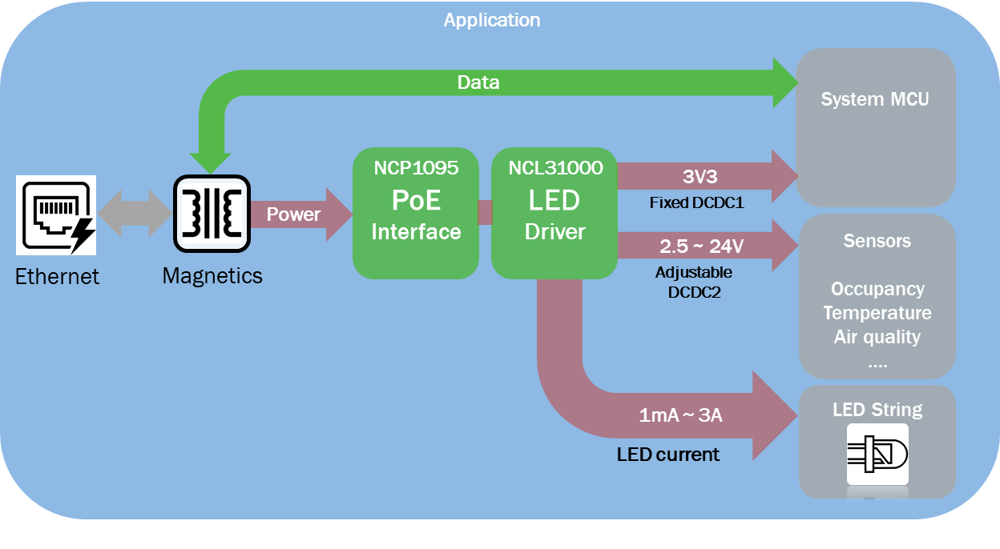 Application
Data
System MCU
NCP1095
PoE
Interface
NCL31000
LED
Driver
3V3
Fixed DCDC1
Power
2.5 ~ 24V
Adjustable
DCDC2
Sensors
Occupancy
Temperature
Air quality
....
Ethernet
Magnetics
1mA ~ 3A
LED current
LED String